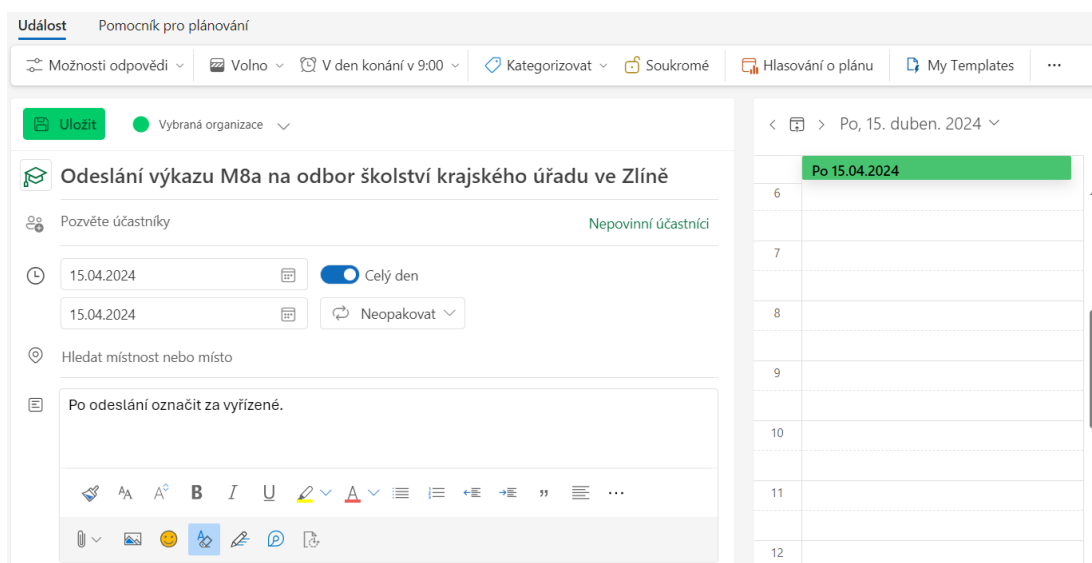 Událost Pomocník pro plánování
Možnosti odpovědi Volno V den konání v 9:00 Kategorizovat Soukromé Hlasování o plánu My Templates ...
Uložit Vybraná organizace
Po, 15. duben. 2024
Odeslání výkazu M8a na odbor školství krajského úřadu ve Zlíně
Po 15.04.2024
6
Pozvěte účastníky Nepovinní účastníci
7
15.04.2024 Celý den
15.04.2024 Neopakovat
8
Hledat místnost nebo místo
9
Po odeslání označit za vyřízené.
10
11
12